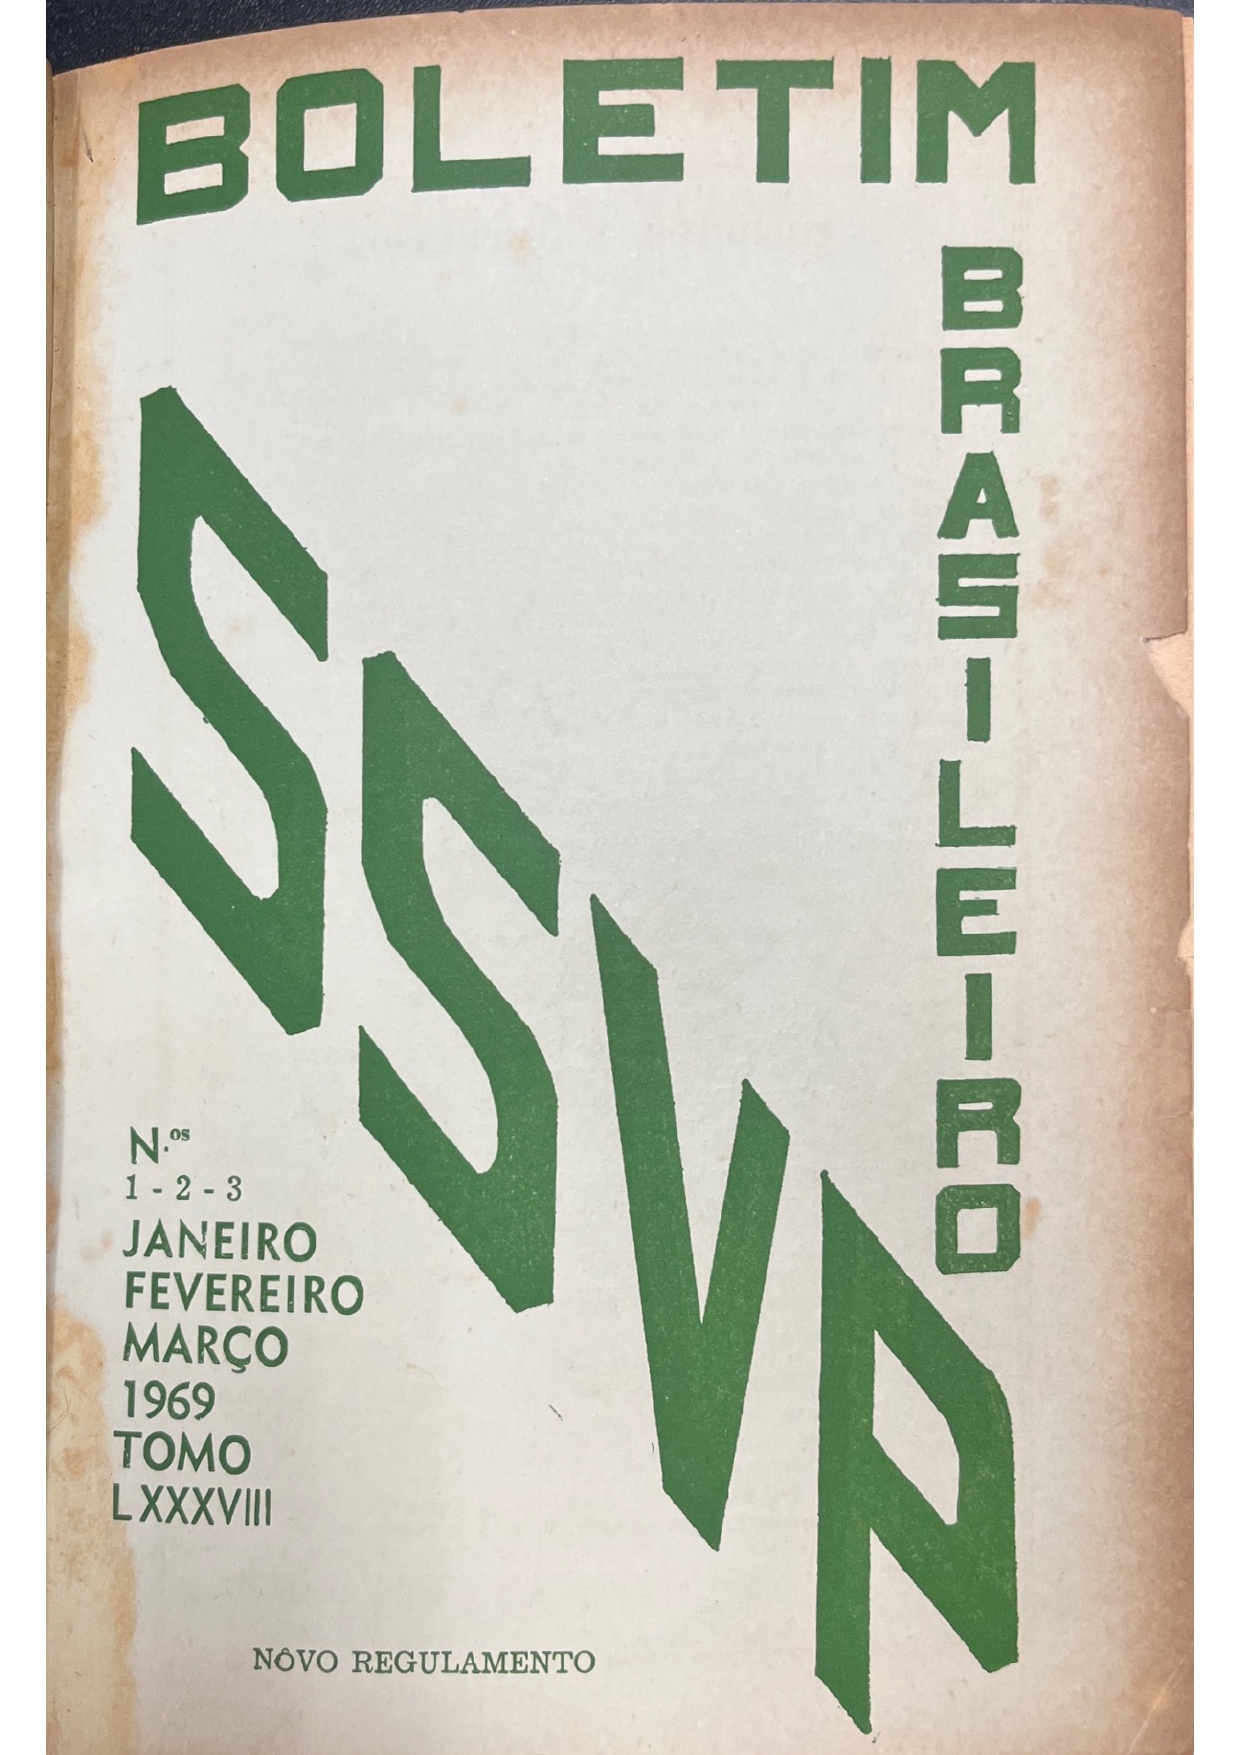 BOLETIM
BRASILEIRO
SSVP
N.os
1 - 2 - 3
JANEIRO
FEVEREIRO
MARÇO
1969
TOMO
LXXXVIII
NÔVO REGULAMENTO